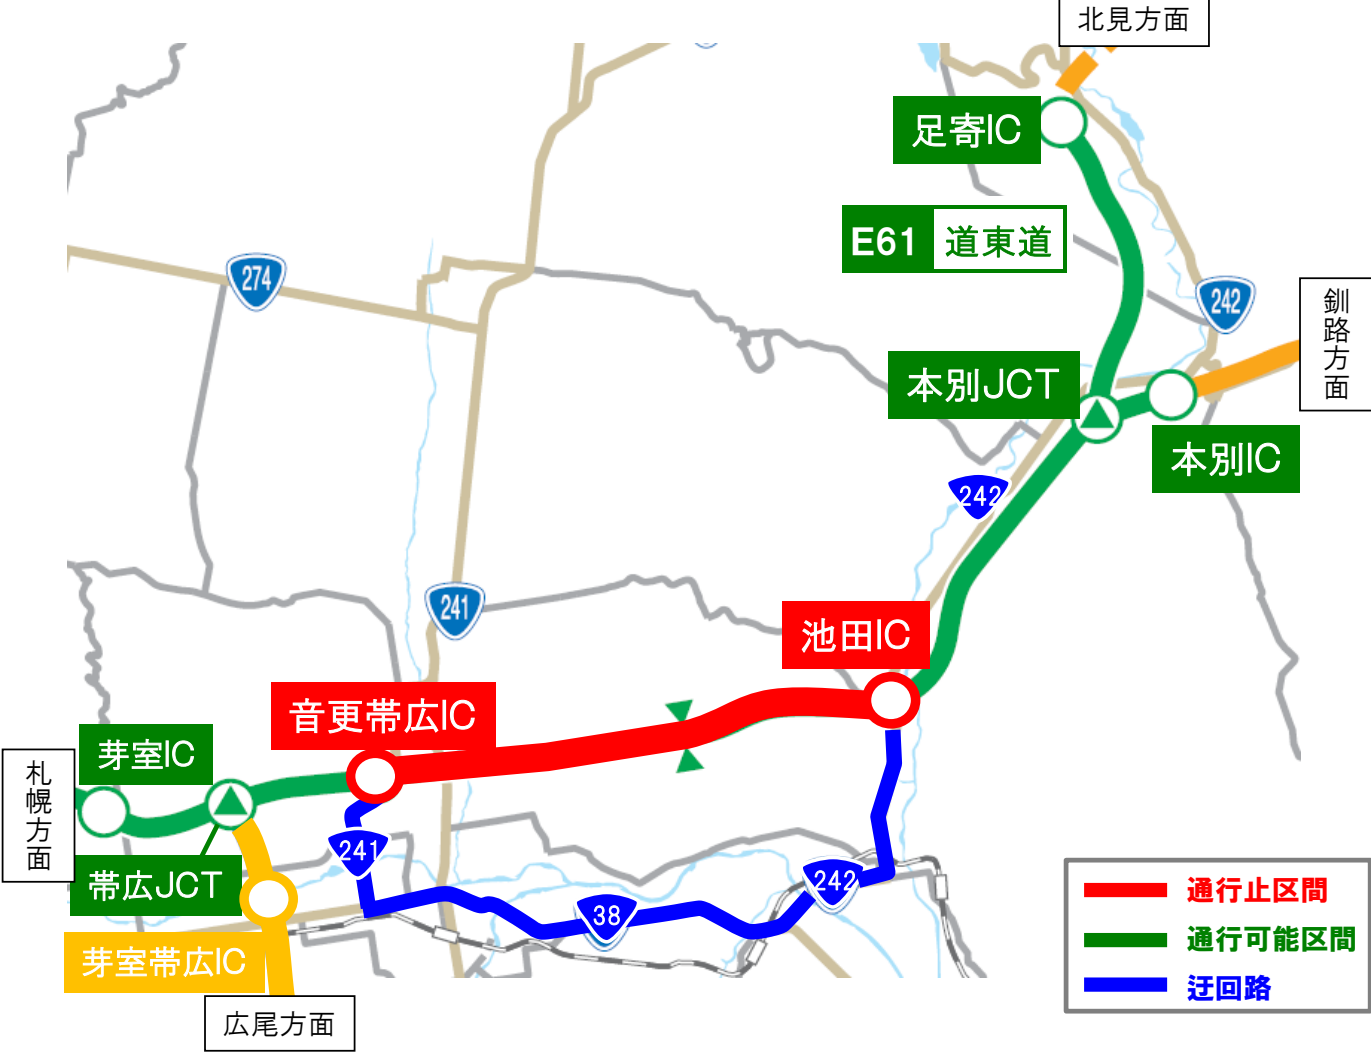 北見方面
足寄IC
E61 道東道
274
242
釧路方面
本別JCT
本別IC
242
241
池田IC
音更帯広IC
芽室IC
札幌方面
241
帯広JCT
242
38
芽室帯広IC
広尾方面
通行止区間
通行可能区間
迂回路